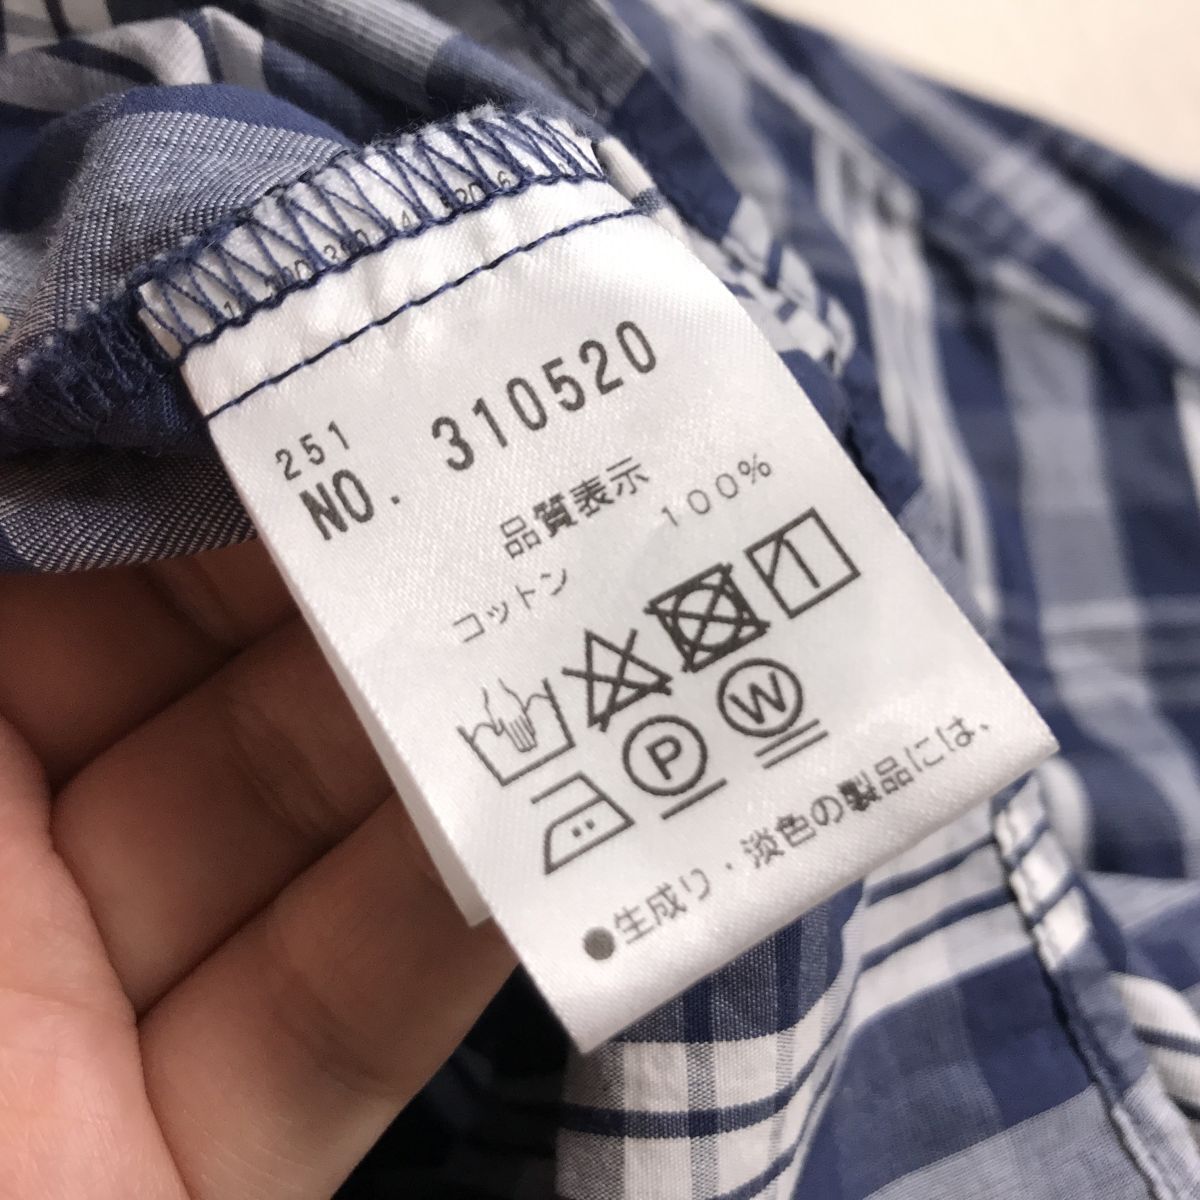 251
NO. 310520
品質表示
コットン 100%
P W
●生成り・淡色の製品には、